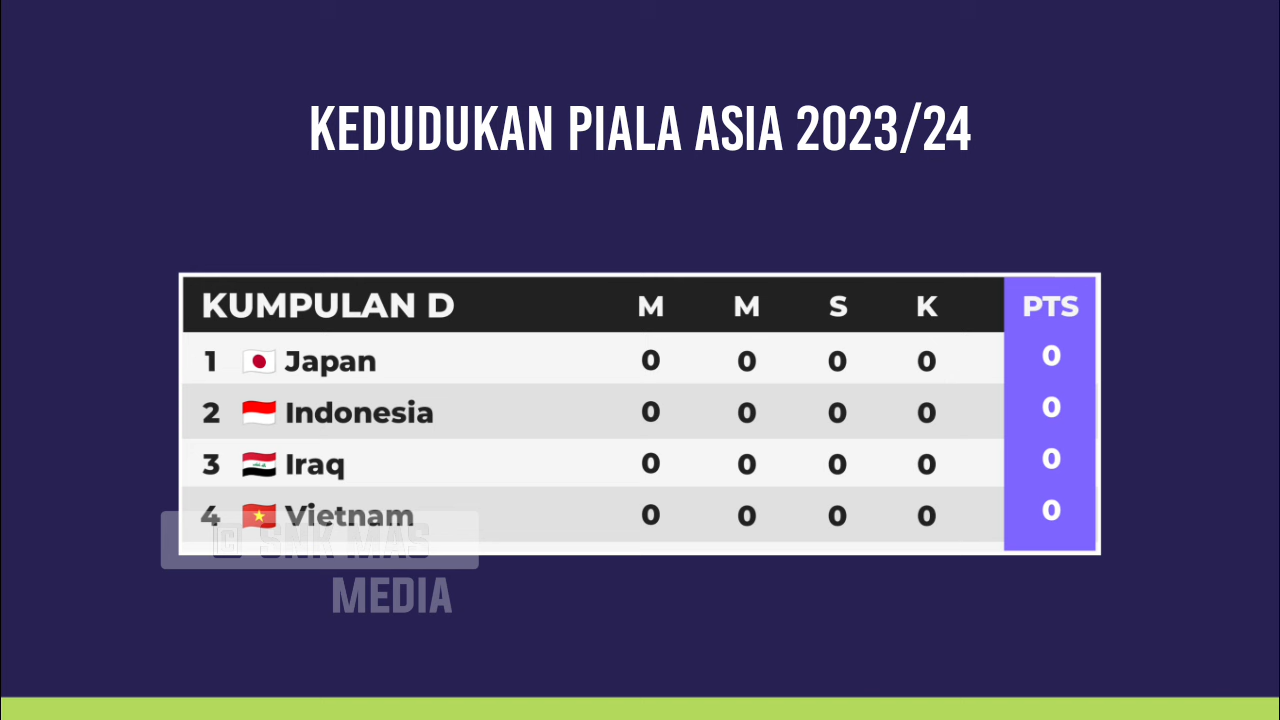 KEDUDUKAN PIALA ASIA 2023/24
KUMPULAN D M M S K PTS
1 Japan 0 0 0 0 0
2 Indonesia 0 0 0 0 0
3 Iraq 0 0 0 0 0
4 Vietnam 0 0 0 0 0
[C] SNK MAS
MEDIA